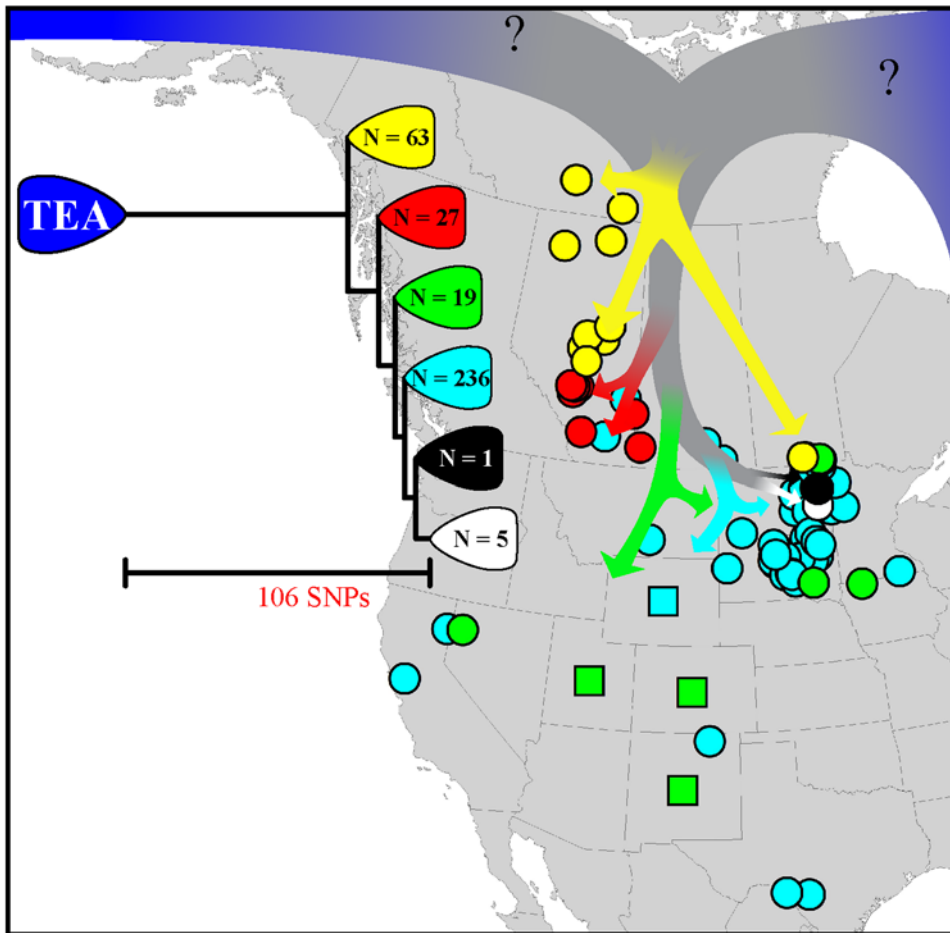 ?
?
N = 63
TEA
N = 27
N = 19
N = 236
N = 1
N = 5
106 SNPs